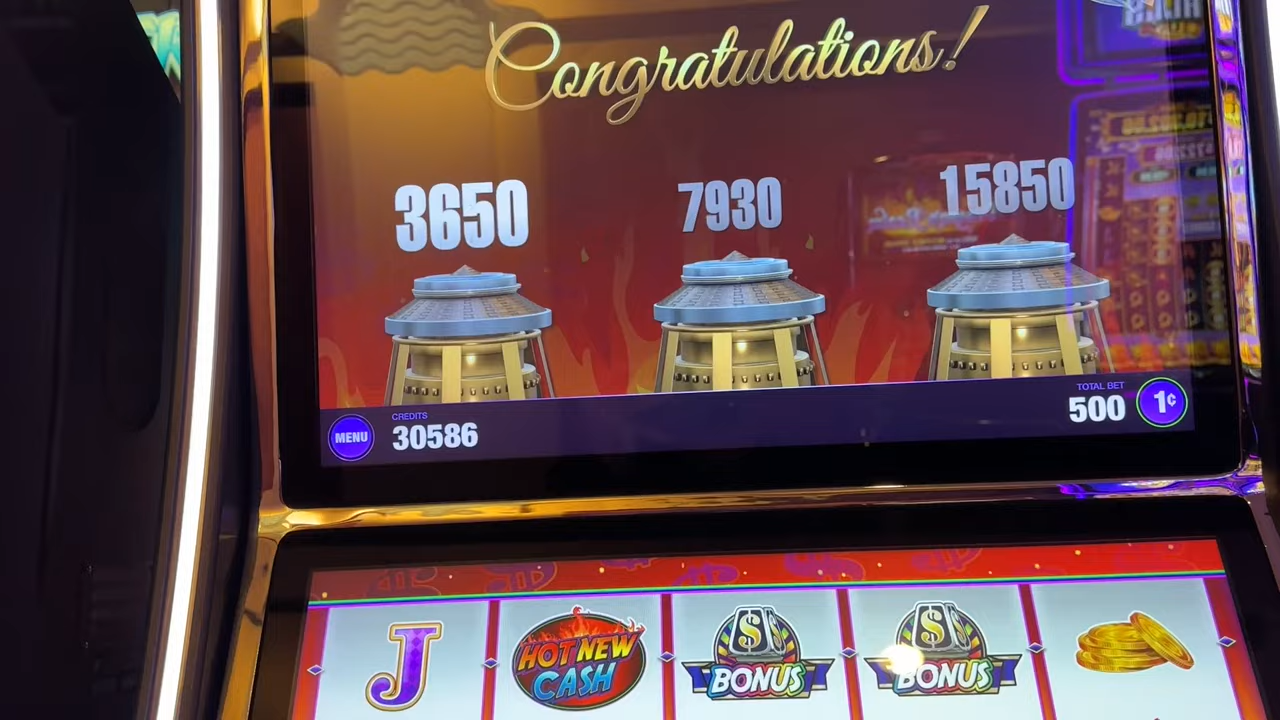 Congratulations!
3650
7930
15850
MENU
CREDITS
30586
TOTAL BET
500
1¢
J
HOT NEW
CASH
$
BONUS
$
BONUS